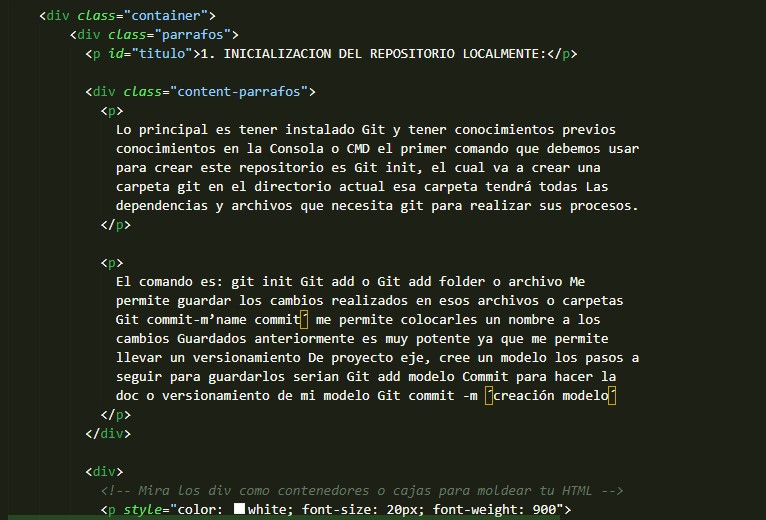 <div class="container">
<div class="parrafos">
<p id="titulo">1. INICIALIZACION DEL REPOSITORIO LOCALMENTE:</p>
<div class="content-parrafos">
<p>
Lo principal es tener instalado Git y tener conocimientos previos
conocimientos en la Consola o CMD el primer comando que debemos usar
para crear este repositorio es Git init, el cual va a crear una
carpeta git en el directorio actual esa carpeta tendrá todas Las
dependencias y archivos que necesita git para realizar sus procesos.
</p>
<p>
El comando es: git init Git add o Git add folder o archivo Me
permite guardar los cambios realizados en esos archivos o carpetas
Git commit-m’name commit´ me permite colocarles un nombre a los
cambios Guardados anteriormente es muy potente ya que me permite
llevar un versionamiento De proyecto eje, cree un modelo los pasos a
seguir para guardarlos serian Git add modelo Commit para hacer la
doc o versionamiento de mi modelo Git commit -m ´creación modelo´
</p>
</div>
<div>
<!-- Mira los div como contenedores o cajas para moldear tu HTML -->
<p style="color: white; font-size: 20px; font-weight: 900">